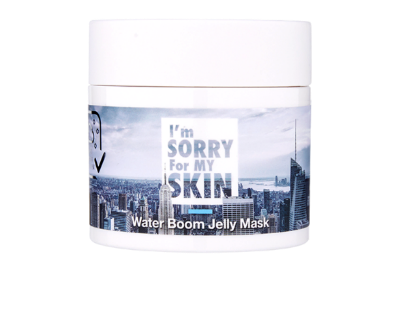 I'm
SORRY
For MY
SKIN
Water Boom Jelly Mask